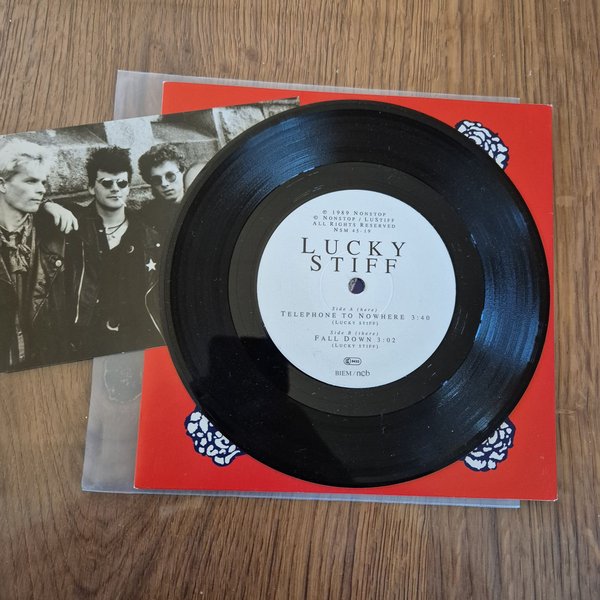 ℗ 1989 NONSTOP
© NONSTOP / LUSTIFF
ALL RIGHTS RESERVED
NSM 45-19
LUCKY
STIFF
Side A (here)
TELEPHONE TO NOWHERE 3:40
(LUCKY STIFF)
Side B (there)
FALL DOWN 3:02
(LUCKY STIFF)
BIEM / ncb